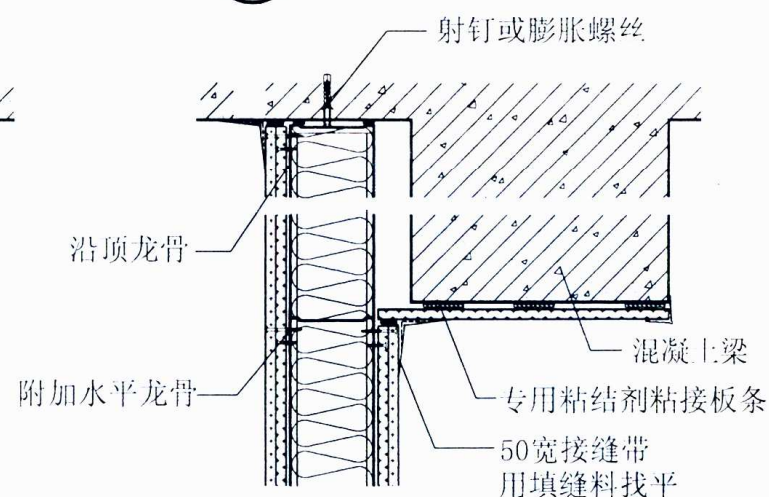 射钉或膨胀螺丝
沿顶龙骨
混凝土梁
附加水平龙骨
专用粘结剂粘接板条
50宽接缝带
用填缝料找平